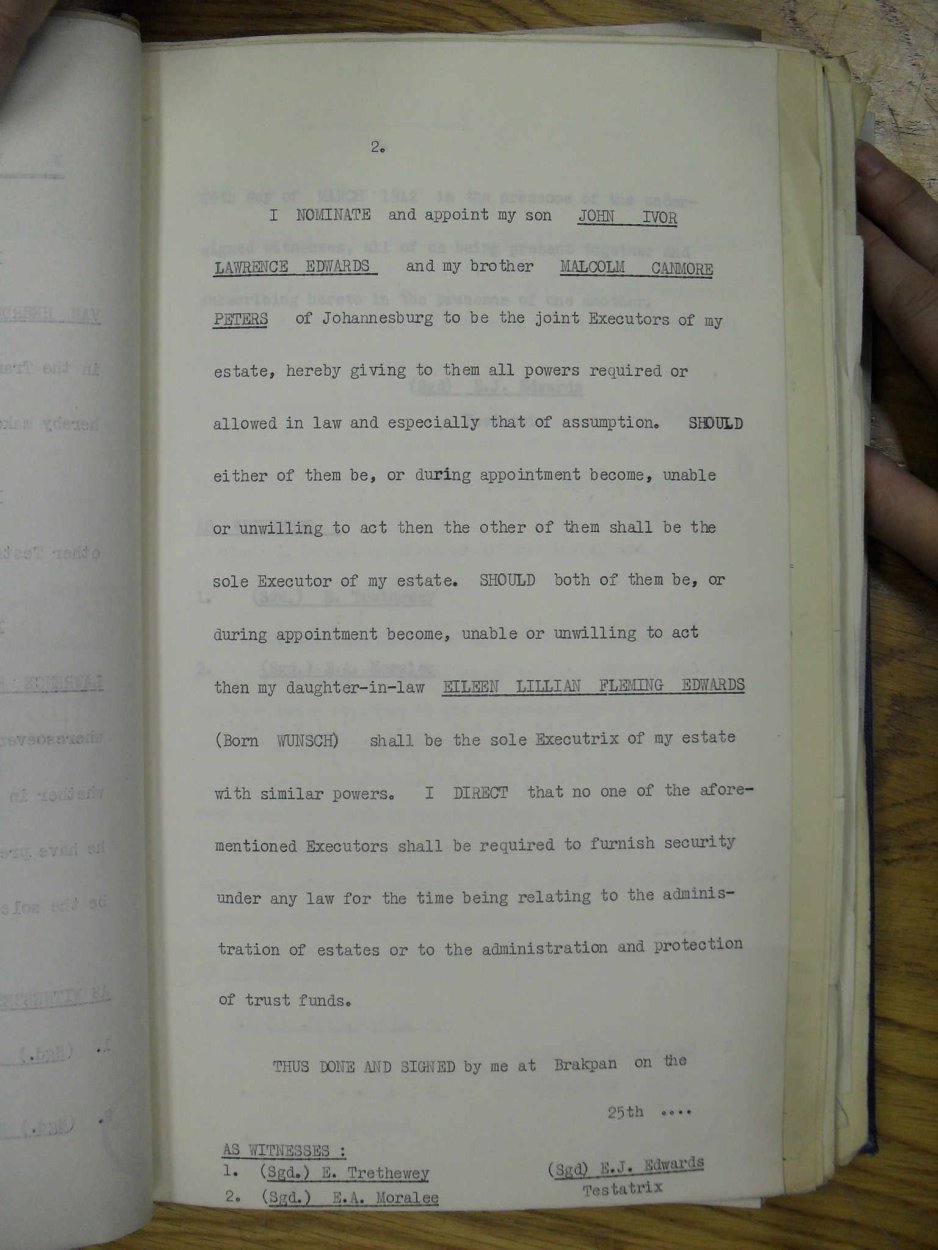 2.
I NOMINATE and appoint my son JOHN IVOR
LAWRENCE EDWARDS and my brother MALCOLM CANMORE
PETERS of Johannesburg to be the joint Executors of my
estate, hereby giving to them all powers required or
allowed in law and especially that of assumption. SHOULD
either of them be, or during appointment become, unable
or unwilling to act then the other of them shall be the
sole Executor of my estate. SHOULD both of them be, or
during appointment become, unable or unwilling to act
then my daughter-in-law EILEEN LILLIAN FLEMING EDWARDS
(Born WUNSCH) shall be the sole Executrix of my estate
with similar powers. I DIRECT that no one of the afore-
mentioned Executors shall be required to furnish security
under any law for the time being relating to the adminis-
tration of estates or to the administration and protection
of trust funds.
THUS DONE AND SIGNED by me at Brakpan on the
25th ....
AS WITNESSES :
1. (Sgd.) E. Trethewey
2. (Sgd.) E.A. Moralee
(Sgd) E.J. Edwards
Testatrix